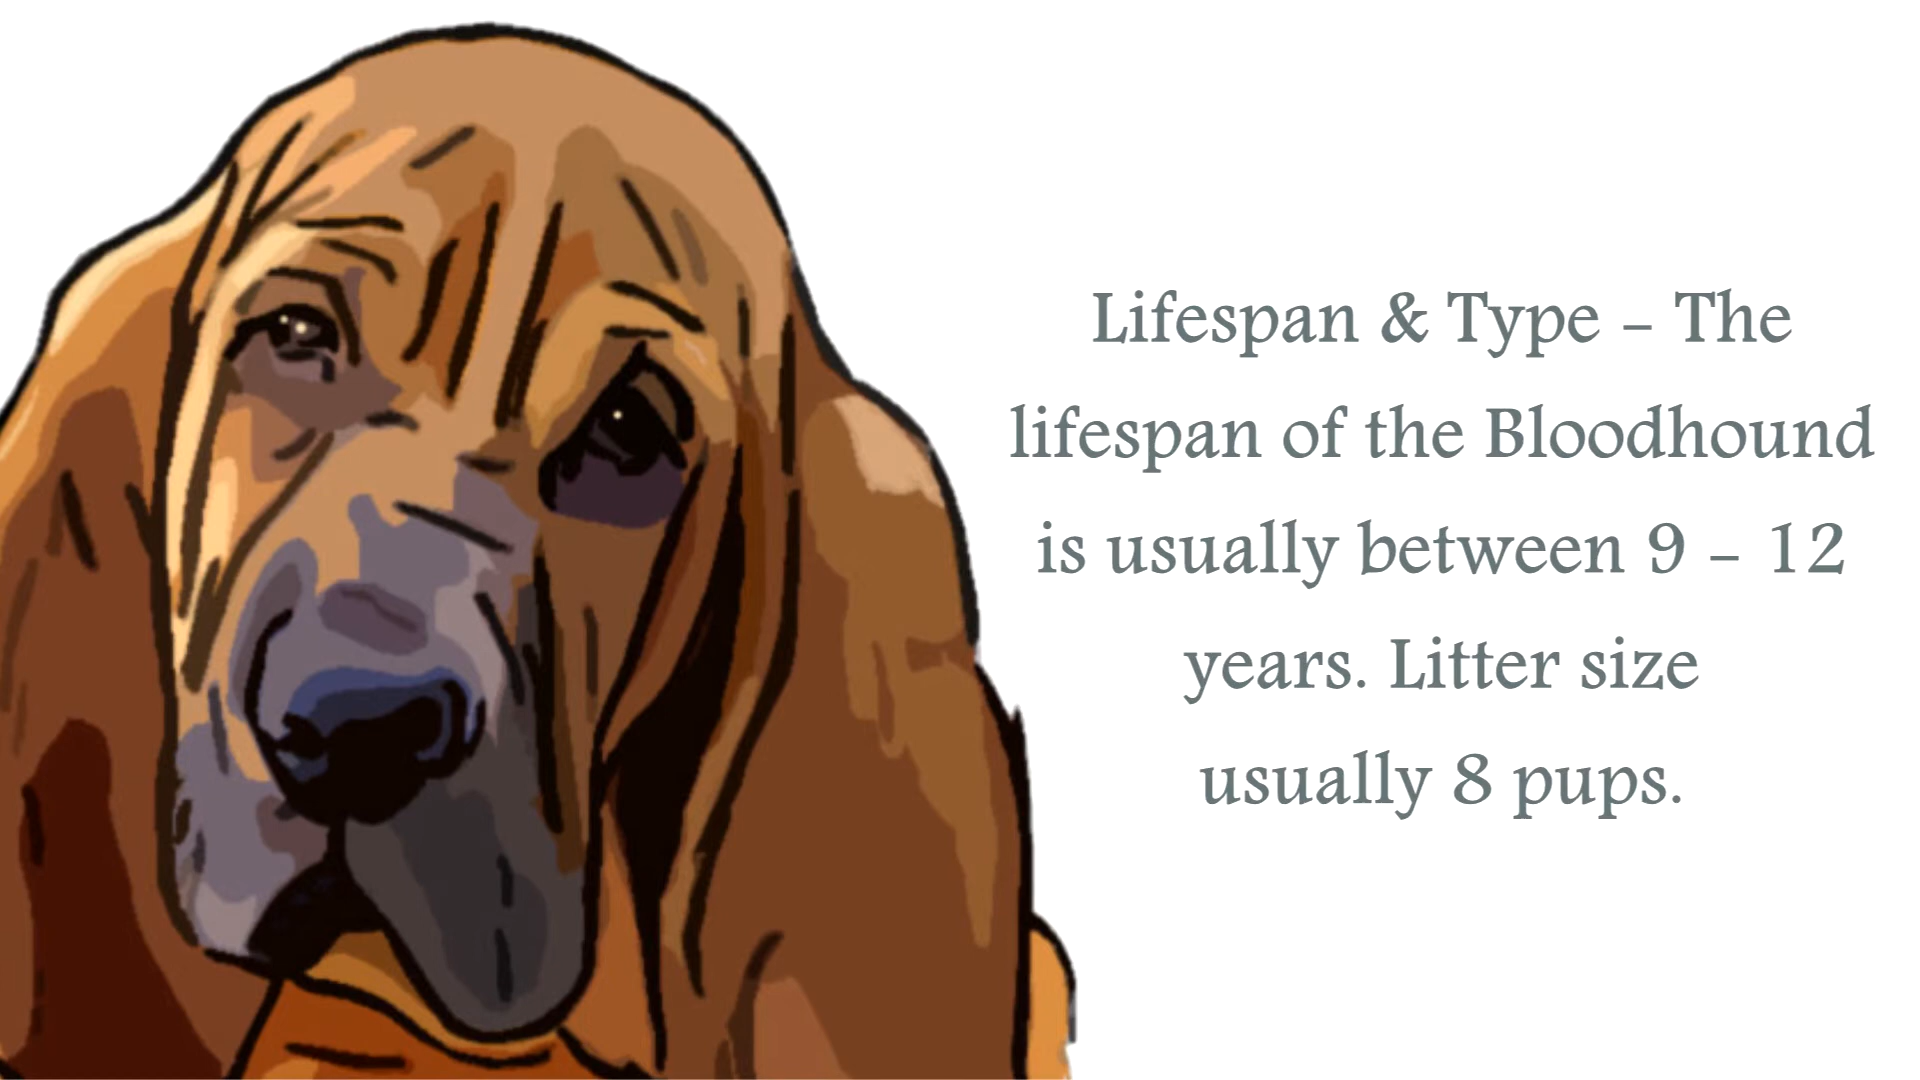 Lifespan & Type – The
lifespan of the Bloodhound
is usually between 9 – 12
years. Litter size
usually 8 pups.